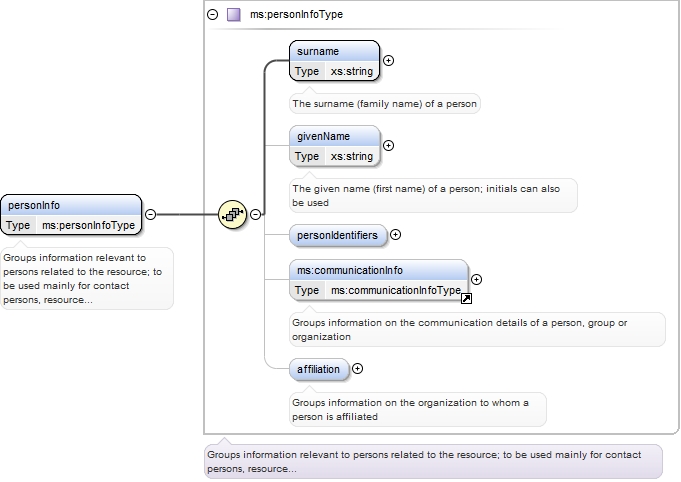 ms:personInfoType
surname
Type xs:string
The surname (family name) of a person
givenName
Type xs:string
The given name (first name) of a person; initials can also
be used
personInfo
Type ms:personInfoType
Groups information relevant to
persons related to the resource; to
be used mainly for contact
persons, resource...
personIdentifiers
ms:communicationInfo
Type ms:communicationInfoType
Groups information on the communication details of a person, group or
organization
affiliation
Groups information on the organization to whom a
person is affiliated
Groups information relevant to persons related to the resource; to be used mainly for contact
persons, resource...